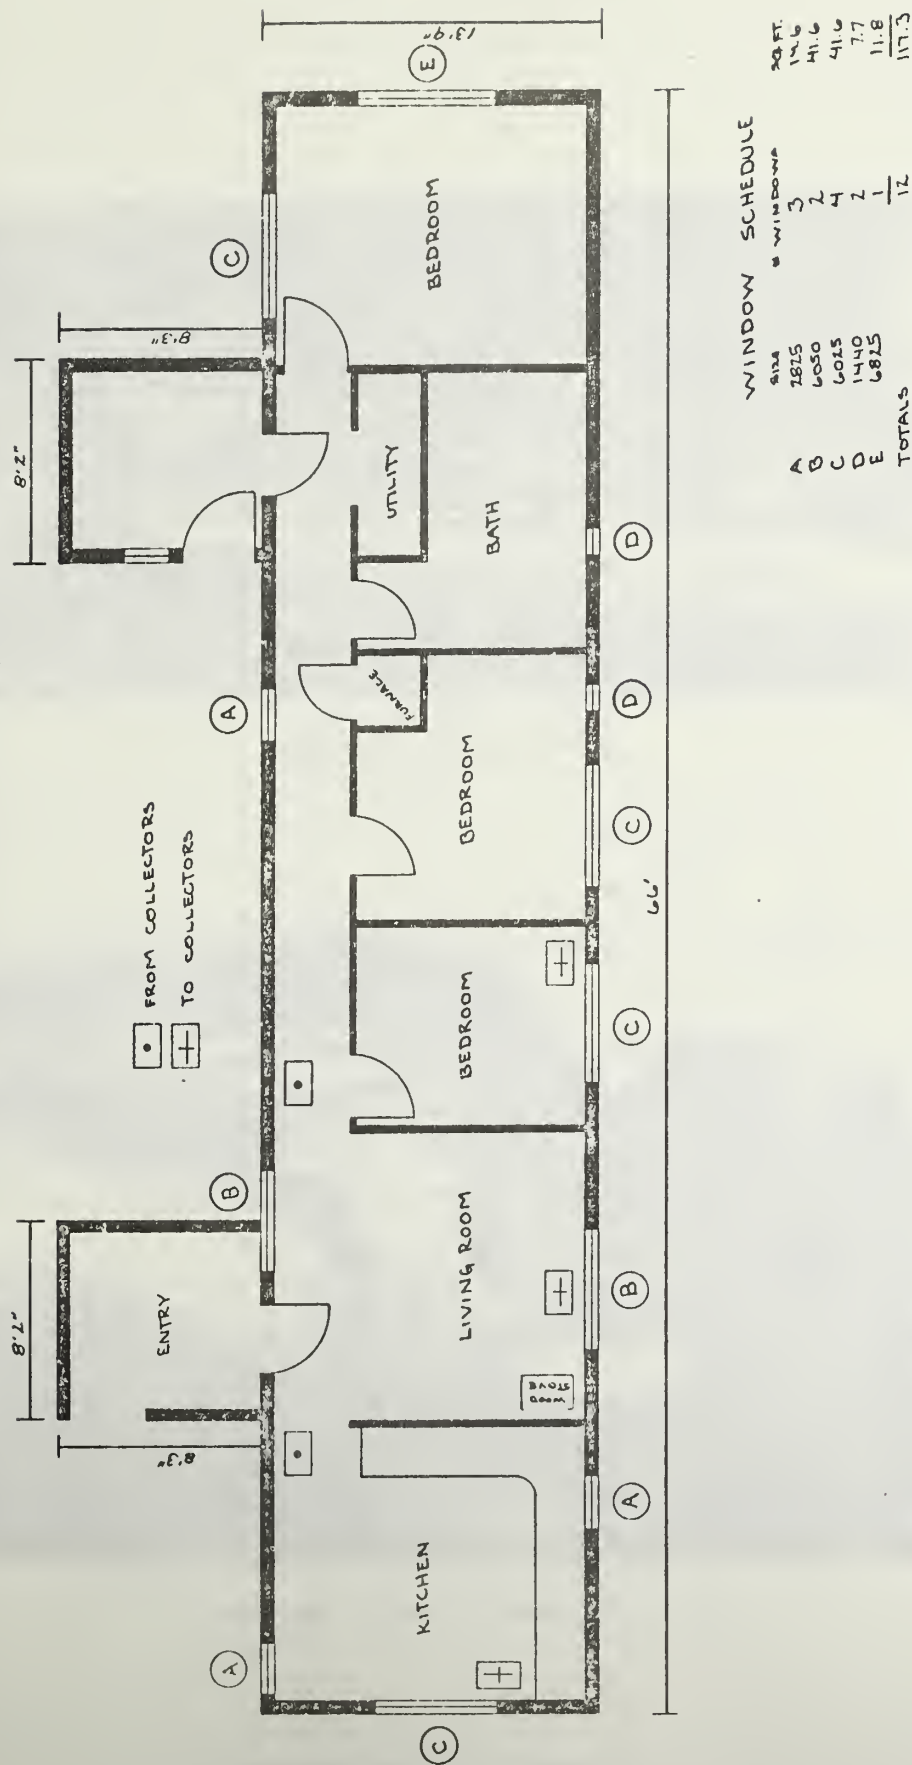 8'2"
8'2"
8'3"
8'3"
13'9"
• FROM COLLECTORS
+ TO COLLECTORS
A
B
A
C
ENTRY
C
KITCHEN
LIVING ROOM
WOOD STOVE
BEDROOM
BEDROOM
FURNACE
BATH
UTILITY
BEDROOM
E
A
B
C
C
D
D
66'
WINDOW SCHEDULE
SIZE # WINDOWS SQ FT.
A 2825 3
B 6050 2 41.6
C 6025 4 41.6
D 1440 2 7.7
E 6825 1 11.8
TOTALS 12 117.3